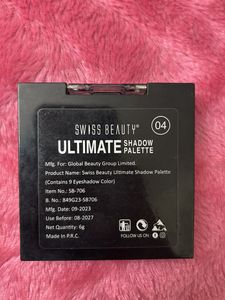 SWISS BEAUTY®
04
ULTIMATE SHADOW PALETTE
Mfg. For: Global Beauty Group Limited.
Product Name: Swiss Beauty Ultimate Shadow Palette
(Contains 9 Eyeshadow Color)
Item No.: SB-706
B. No.: 849G23-SB706
Mfg. Date: 09-2023
Use Before: 08-2027
Net Quantity: 6g
Made In P.R.C.
FOLLOW US ON